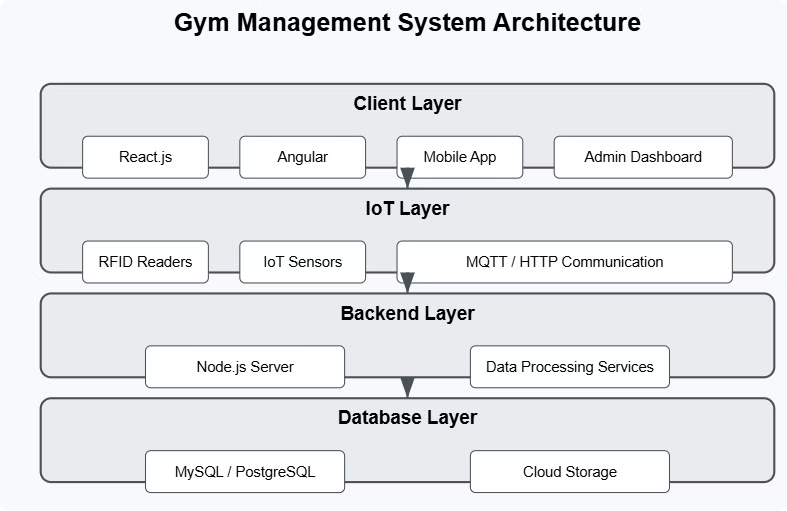 Gym Management System Architecture
Client Layer
React.js
Angular
Mobile App
Admin Dashboard
IoT Layer
RFID Readers
IoT Sensors
MQTT / HTTP Communication
Backend Layer
Node.js Server
Data Processing Services
Database Layer
MySQL / PostgreSQL
Cloud Storage